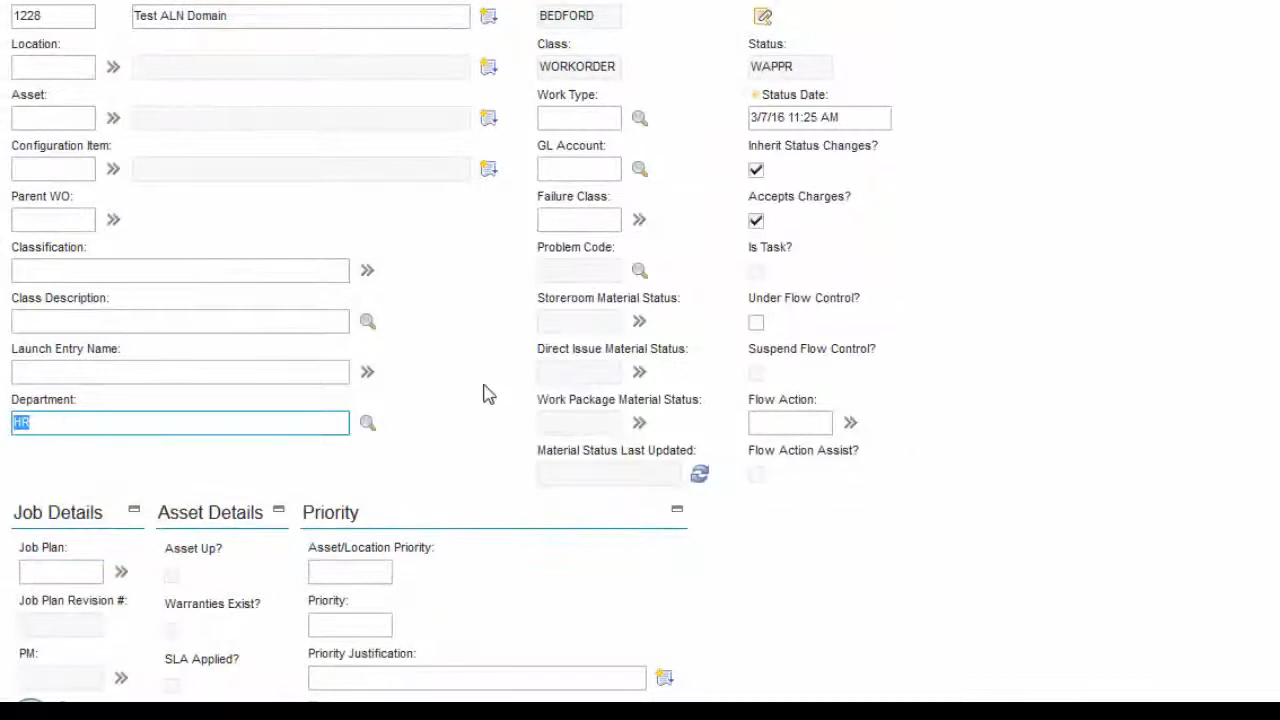 1228 Test ALN Domain BEDFORD
Location: Class: Status:
WORKORDER WAPPR
Asset: Work Type: Status Date:
3/7/16 11:25 AM
Configuration Item: GL Account: Inherit Status Changes?
Parent WO: Failure Class: Accepts Charges?
Classification: Problem Code: Is Task?
Class Description: Storeroom Material Status: Under Flow Control?
Launch Entry Name: Direct Issue Material Status: Suspend Flow Control?
Department: Work Package Material Status: Flow Action:
HR
Material Status Last Updated: Flow Action Assist?
Job Details Asset Details Priority
Job Plan: Asset Up? Asset/Location Priority:
Job Plan Revision #: Warranties Exist? Priority:
PM: SLA Applied? Priority Justification: